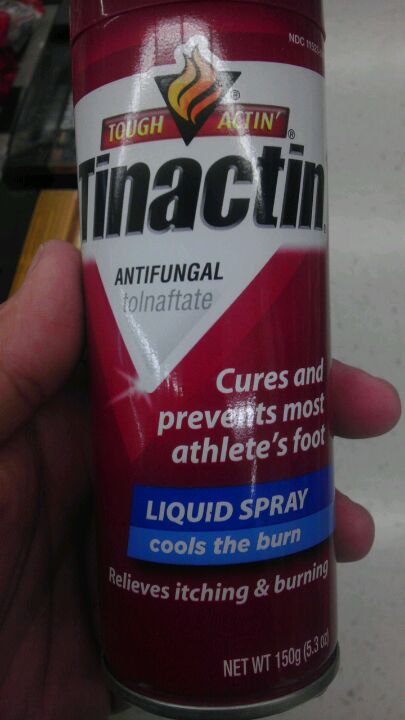 NDC 11523
TOUGH ACTIN'®
Tinactin
ANTIFUNGAL
tolnaftate
Cures and
prevents most
athlete's foot
LIQUID SPRAY
cools the burn
Relieves itching & burning
NET WT 150g (5.3 oz)